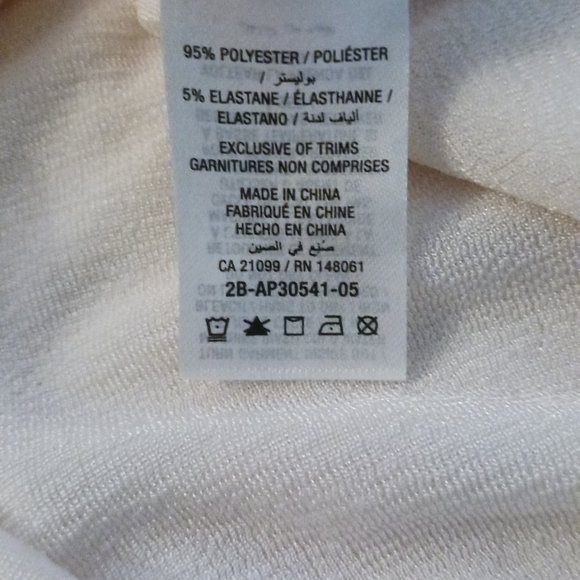 95% POLYESTER / POLIÉSTER
/ بوليستر
5% ELASTANE / ÉLASTHANNE /
ELASTANO / ألياف لدنة
EXCLUSIVE OF TRIMS
GARNITURES NON COMPRISES
MADE IN CHINA
FABRIQUÉ EN CHINE
HECHO EN CHINA
صُنِع في الصين
CA 21099 / RN 148061
2B-AP30541-05